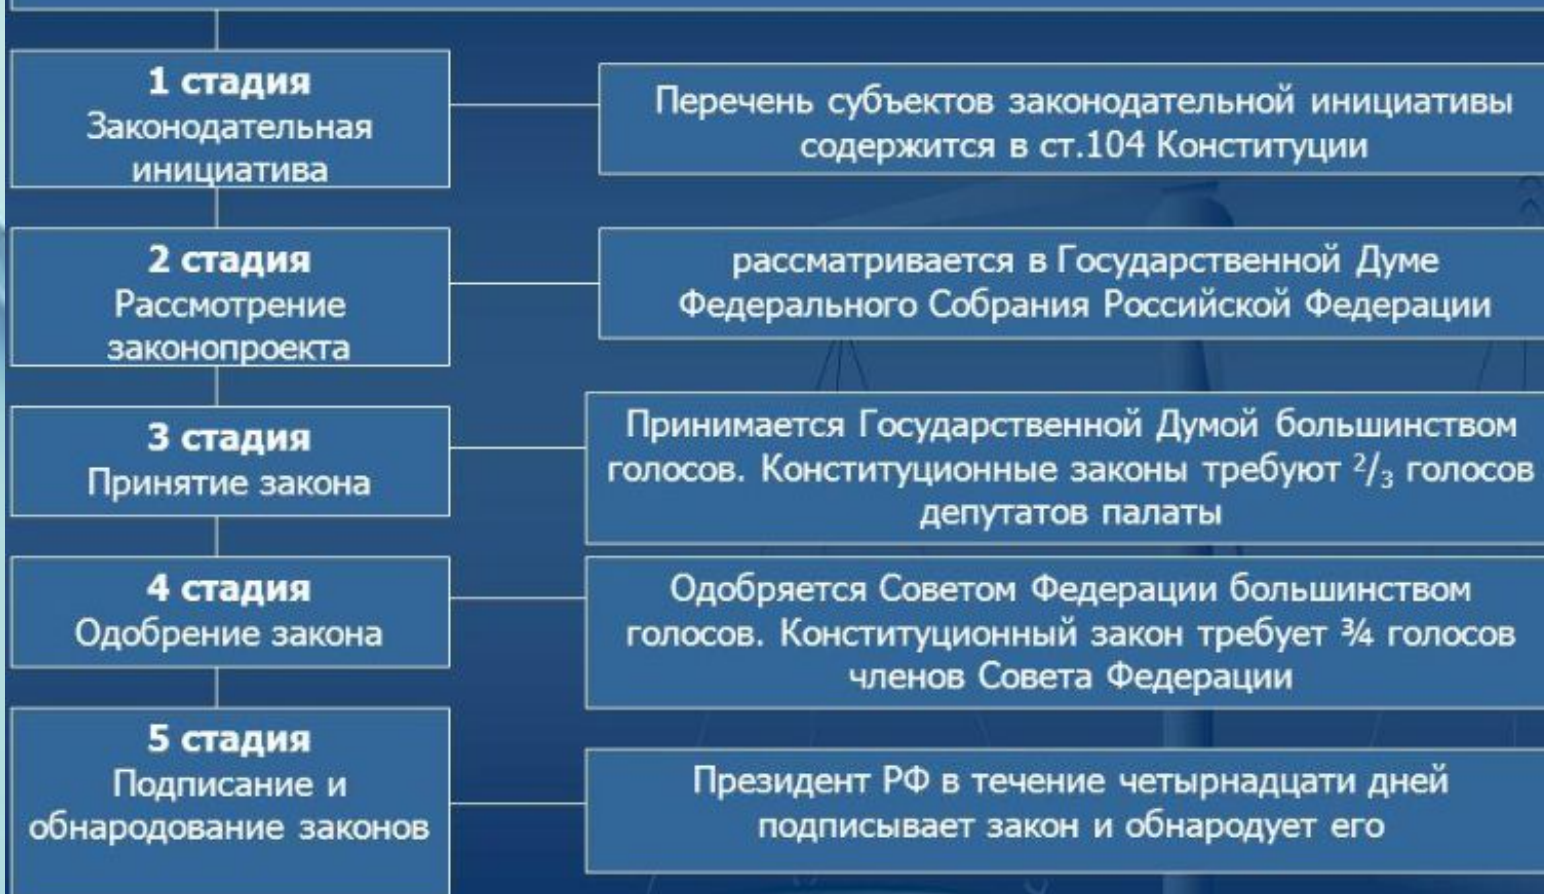 1 стадия
Законодательная
инициатива
Перечень субъектов законодательной инициативы
содержится в ст.104 Конституции
2 стадия
Рассмотрение
законопроекта
рассматривается в Государственной Думе
Федерального Собрания Российской Федерации
3 стадия
Принятие закона
Принимается Государственной Думой большинством
голосов. Конституционные законы требуют 2/3 голосов
депутатов палаты
4 стадия
Одобрение закона
Одобряется Советом Федерации большинством
голосов. Конституционный закон требует ¾ голосов
членов Совета Федерации
5 стадия
Подписание и
обнародование законов
Президент РФ в течение четырнадцати дней
подписывает закон и обнародует его